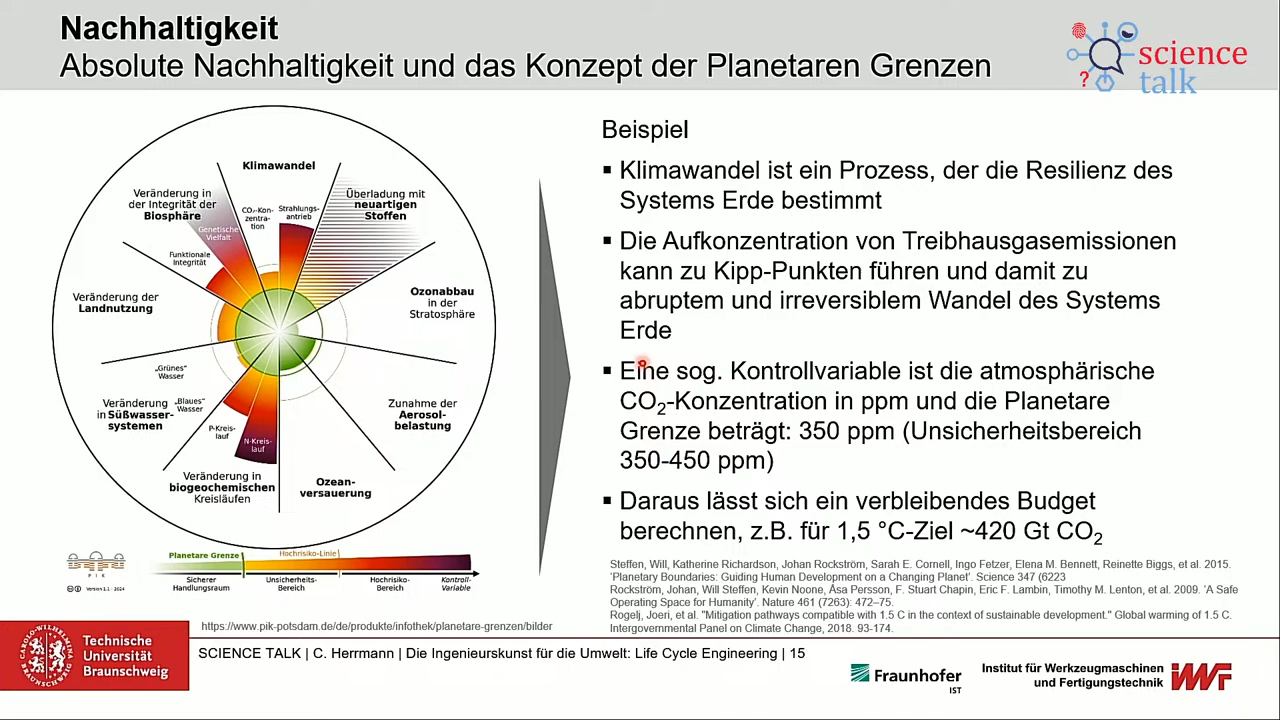 Nachhaltigkeit
Absolute Nachhaltigkeit und das Konzept der Planetaren Grenzen
?
science
talk
Klimawandel
CO₂-Kon-
zentra-
tion
Strahlungs-
antrieb
Überladung mit
neuartigen
Stoffen
Ozonabbau
in der
Stratosphäre
Zunahme der
Aerosol-
belastung
Ozean-
versauerung
Veränderung in
biogeochemischen
Kreisläufen
P-Kreis-
lauf
N-Kreis-
lauf
Veränderung
in Süßwasser-
systemen
„Grünes“
Wasser
„Blaues“
Wasser
Veränderung der
Landnutzung
Veränderung in
der Integrität der
Biosphäre
Genetische
Vielfalt
Funktionale
Integrität
Planetare Grenze
Hochrisiko-Linie
Sicherer
Handlungsraum
Unsicherheits-
Bereich
Hochrisiko-
Bereich
Kontroll-
Variable
P I K
Version 1.1 - 2024
https://www.pik-potsdam.de/de/produkte/infothek/planetare-grenzen/bilder
Beispiel
▪ Klimawandel ist ein Prozess, der die Resilienz des
Systems Erde bestimmt
▪ Die Aufkonzentration von Treibhausgasemissionen
kann zu Kipp-Punkten führen und damit zu
abruptem und irreversiblem Wandel des Systems
Erde
▪ Eine sog. Kontrollvariable ist die atmosphärische
CO₂-Konzentration in ppm und die Planetare
Grenze beträgt: 350 ppm (Unsicherheitsbereich
350-450 ppm)
▪ Daraus lässt sich ein verbleibendes Budget
berechnen, z.B. für 1,5 °C-Ziel ~420 Gt CO₂
Steffen, Will, Katherine Richardson, Johan Rockström, Sarah E. Cornell, Ingo Fetzer, Elena M. Bennett, Reinette Biggs, et al. 2015.
'Planetary Boundaries: Guiding Human Development on a Changing Planet'. Science 347 (6223
Rockström, Johan, Will Steffen, Kevin Noone, Åsa Persson, F. Stuart Chapin, Eric F. Lambin, Timothy M. Lenton, et al. 2009. 'A Safe
Operating Space for Humanity'. Nature 461 (7263): 472–75.
Rogelj, Joeri, et al. "Mitigation pathways compatible with 1.5 C in the context of sustainable development." Global warming of 1.5 C.
Intergovernmental Panel on Climate Change, 2018. 93-174.
Technische
Universität
Braunschweig
SCIENCE TALK | C. Herrmann | Die Ingenieurskunst für die Umwelt: Life Cycle Engineering | 15
Fraunhofer
IST
Institut für Werkzeugmaschinen
und Fertigungstechnik
IWF